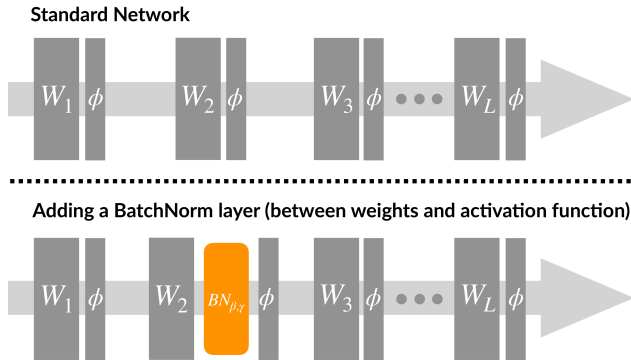 Standard Network
W₁ ϕ W₂ ϕ W₃ ϕ ••• W_L ϕ
Adding a BatchNorm layer (between weights and activation function)
W₁ ϕ W₂ BN_β,γ ϕ W₃ ϕ ••• W_L ϕ